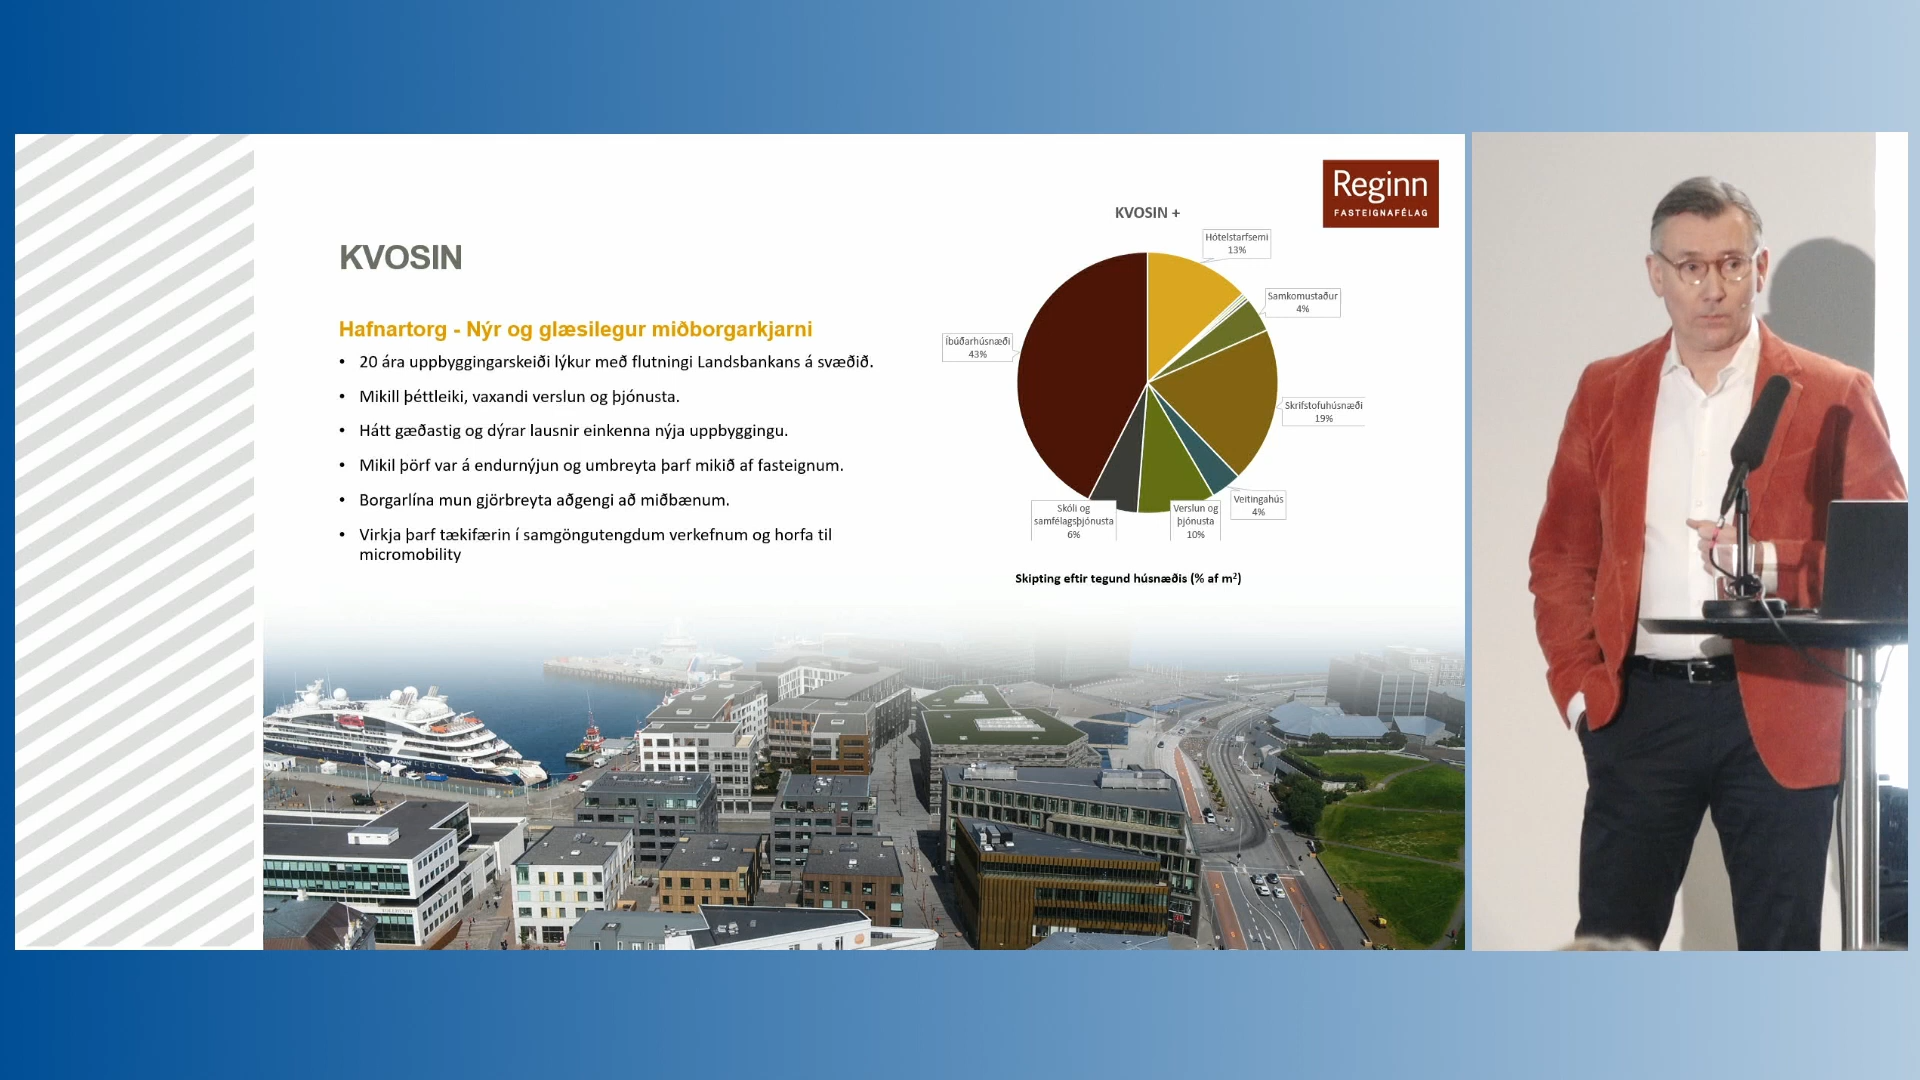 Reginn
FASTEIGNAFÉLAG
KVOSIN
Hafnartorg - Nýr og glæsilegur miðborgarkjarni
• 20 ára uppbyggingarskeiði lýkur með flutningi Landsbankans á svæðið.
• Mikill þéttleiki, vaxandi verslun og þjónusta.
• Hátt gæðastig og dýrar lausnir einkenna nýja uppbyggingu.
• Mikil þörf var á endurnýjun og umbreyta þarf mikið af fasteignum.
• Borgarlína mun gjörbreyta aðgengi að miðbænum.
• Virkja þarf tækifærin í samgöngutengdum verkefnum og horfa til
micromobility
KVOSIN +
Hótelstarfsemi
13%
Samkomustaður
4%
Skrifstofuhúsnæði
19%
Veitingahús
4%
Verslun og
þjónusta
10%
Skóli og
samfélagsþjónusta
6%
Íbúðarhúsnæði
43%
Skipting eftir tegund húsnæðis (% af m²)